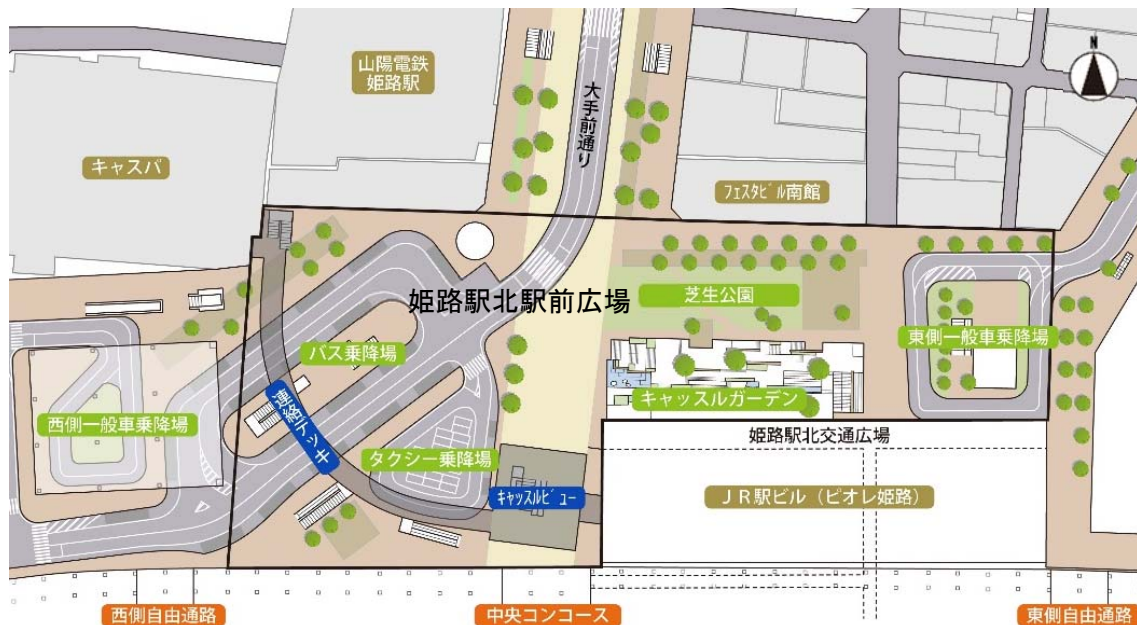 山陽電鉄
姫路駅
N
大手前通り
キャスバ
フェスタビル南館
姫路駅北駅前広場
芝生公園
バス乗降場
東側一般車乗降場
キャッスルガーデン
西側一般車乗降場
連絡デッキ
姫路駅北交通広場
タクシー乗降場
キャッスルビュー
JR駅ビル(ピオレ姫路)
西側自由通路
中央コンコース
東側自由通路